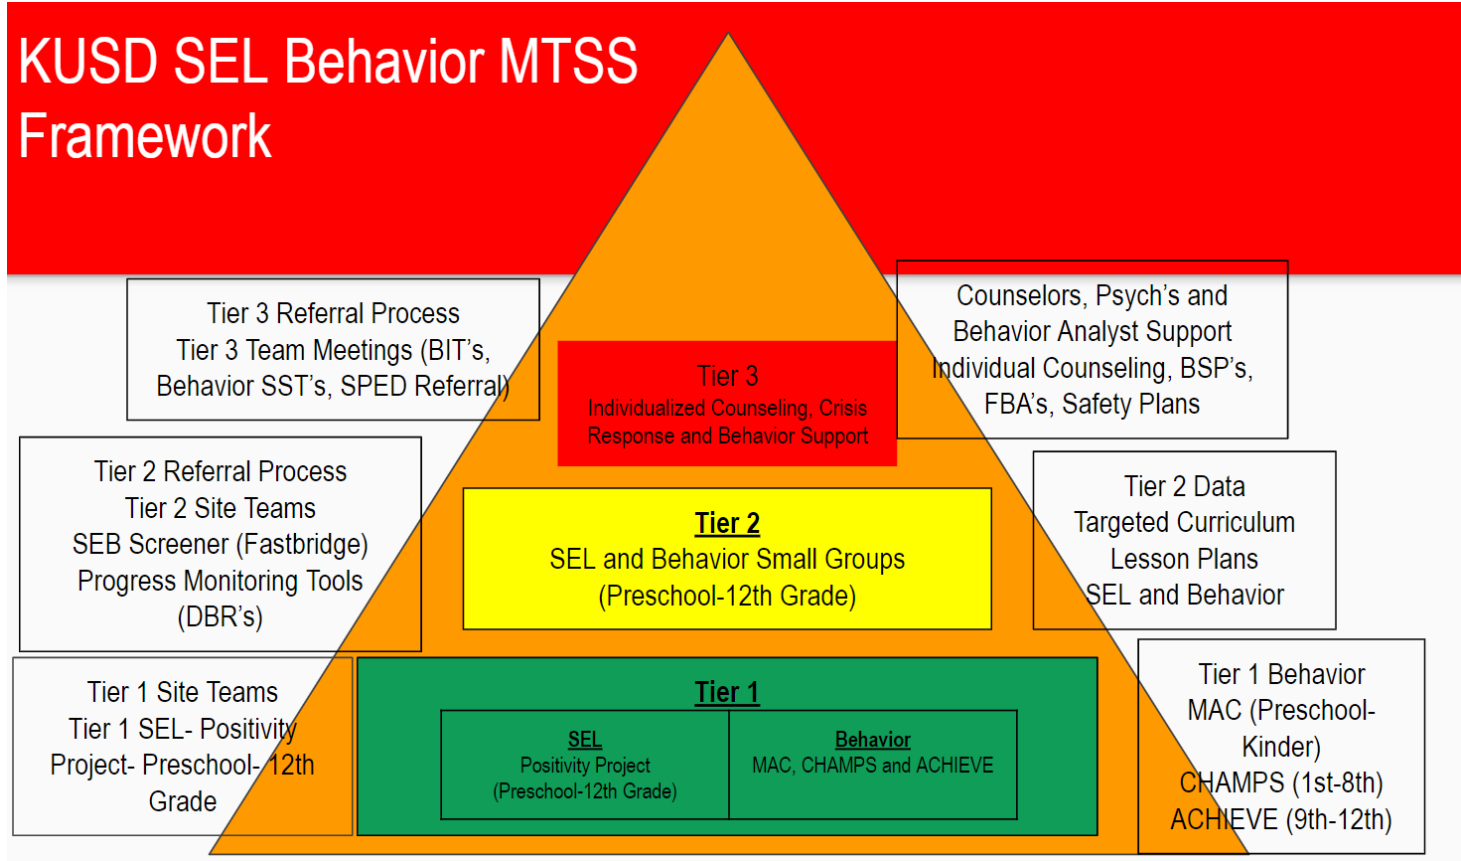 KUSD SEL Behavior MTSS
Framework
Tier 3 Referral Process
Tier 3 Team Meetings (BIT's,
Behavior SST's, SPED Referral)
Tier 3
Individualized Counseling, Crisis
Response and Behavior Support
Counselors, Psych's and
Behavior Analyst Support
Individual Counseling, BSP's,
FBA's, Safety Plans
Tier 2 Referral Process
Tier 2 Site Teams
SEB Screener (Fastbridge)
Progress Monitoring Tools
(DBR's)
Tier 2
SEL and Behavior Small Groups
(Preschool-12th Grade)
Tier 2 Data
Targeted Curriculum
Lesson Plans
SEL and Behavior
Tier 1 Site Teams
Tier 1 SEL- Positivity
Project- Preschool- 12th
Grade
Tier 1
SEL
Positivity Project
(Preschool-12th Grade)
Behavior
MAC, CHAMPS and ACHIEVE
Tier 1 Behavior
MAC (Preschool-
Kinder)
CHAMPS (1st-8th)
ACHIEVE (9th-12th)